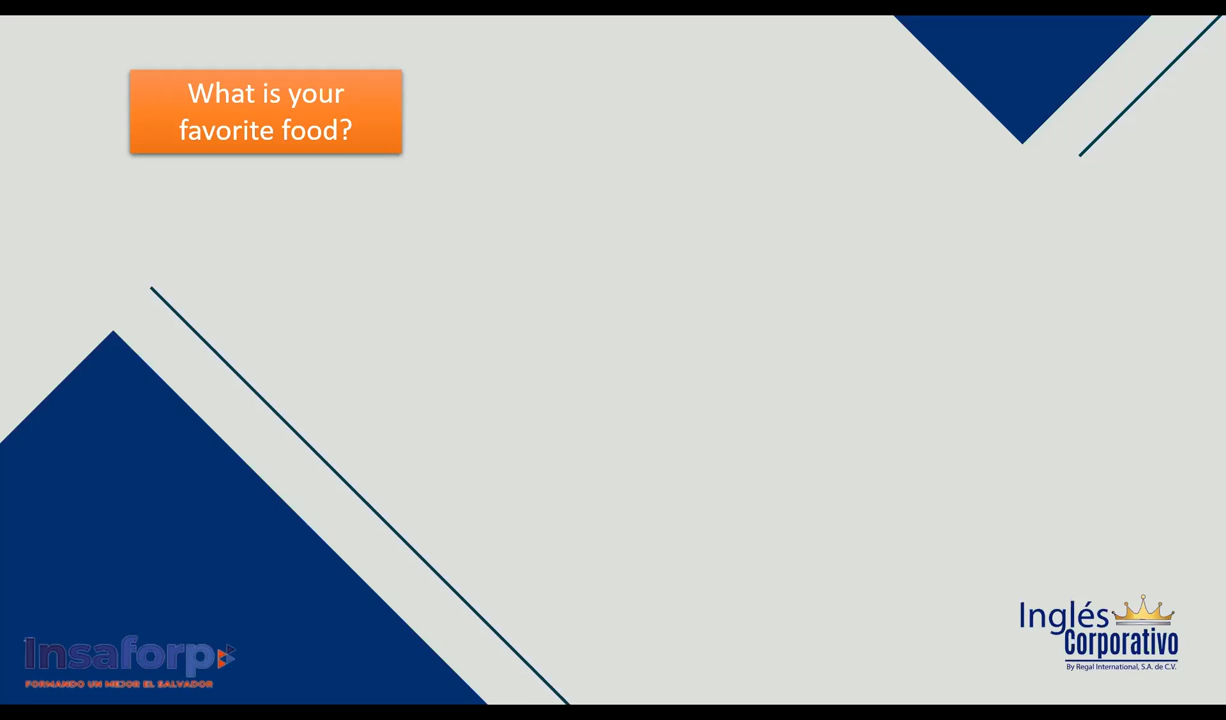 What is your
favorite food?
Inglés
Corporativo
By Regal International, S.A. de C.V.
Insaforp
FORMANDO UN MEJOR EL SALVADOR